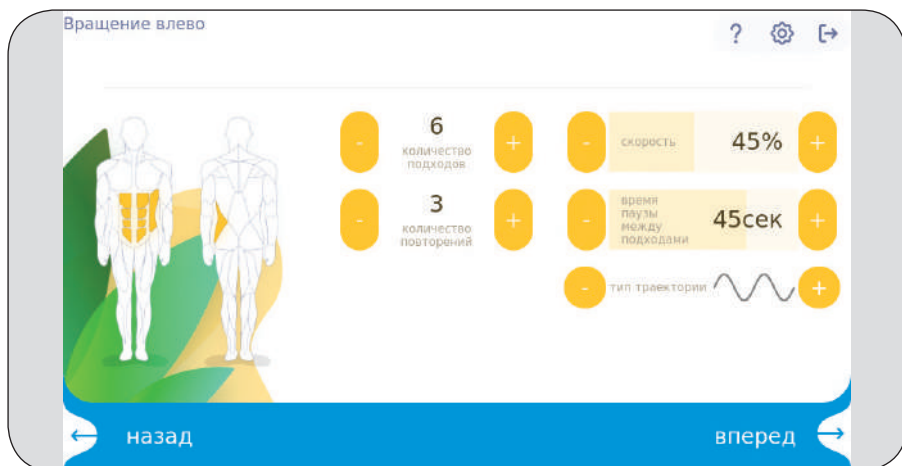 Вращение влево
?
- 6 +
количество
подходов
- скорость 45% +
- 3 +
количество
повторений
- время
паузы
между
подходами
45сек +
- тип траектории +
← назад
вперед →